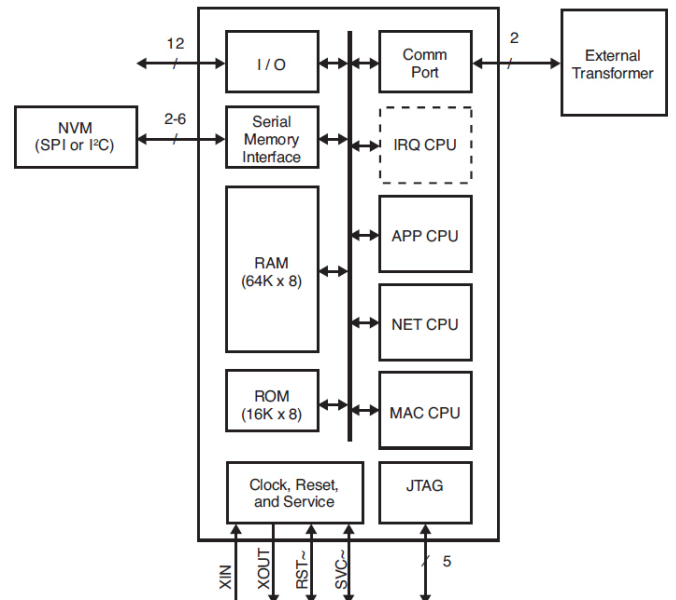 12
I / O
Comm
Port
2
External
Transformer
NVM
(SPI or I²C)
2-6
Serial
Memory
Interface
IRQ CPU
RAM
(64K x 8)
APP CPU
NET CPU
ROM
(16K x 8)
MAC CPU
Clock, Reset,
and Service
JTAG
XIN
XOUT
RST~
SVC~
5